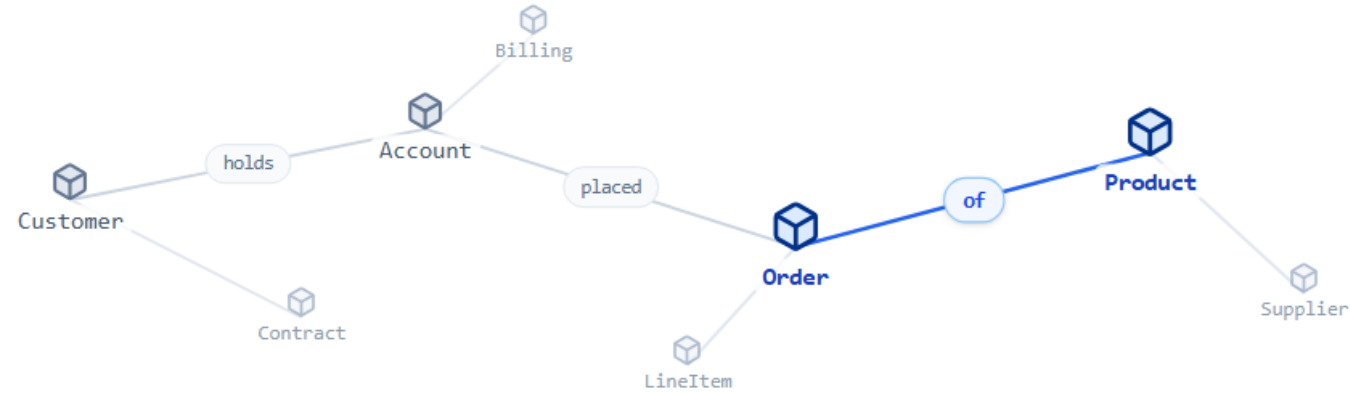 Billing
Account
holds
placed
Customer
of
Product
Order
Contract
Supplier
LineItem